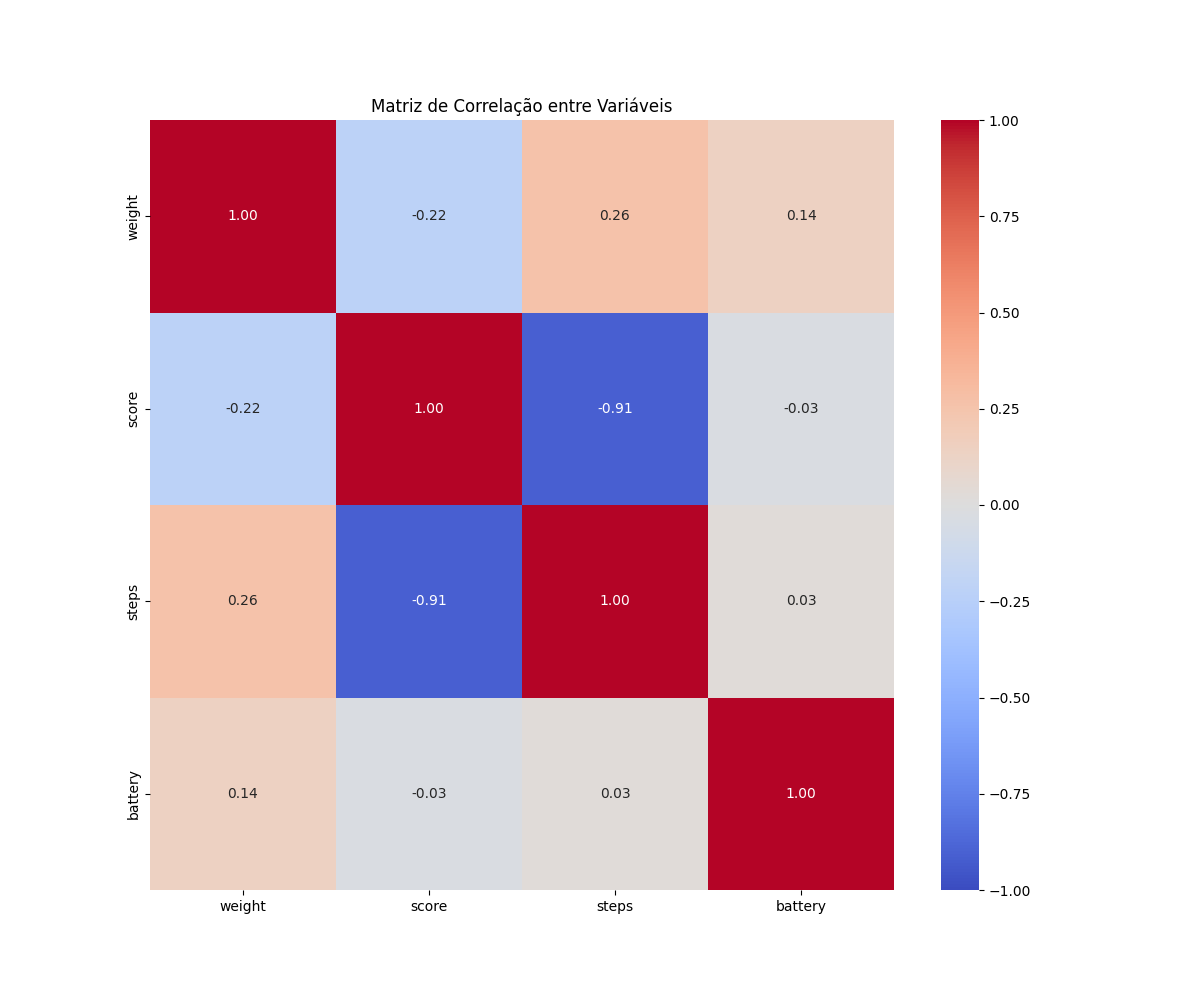 Matriz de Correlação entre Variáveis
weight 1.00 -0.22 0.26 0.14
score -0.22 1.00 -0.91 -0.03
steps 0.26 -0.91 1.00 0.03
battery 0.14 -0.03 0.03 1.00
weight score steps battery
1.00
0.75
0.50
0.25
0.00
−0.25
−0.50
−0.75
−1.00